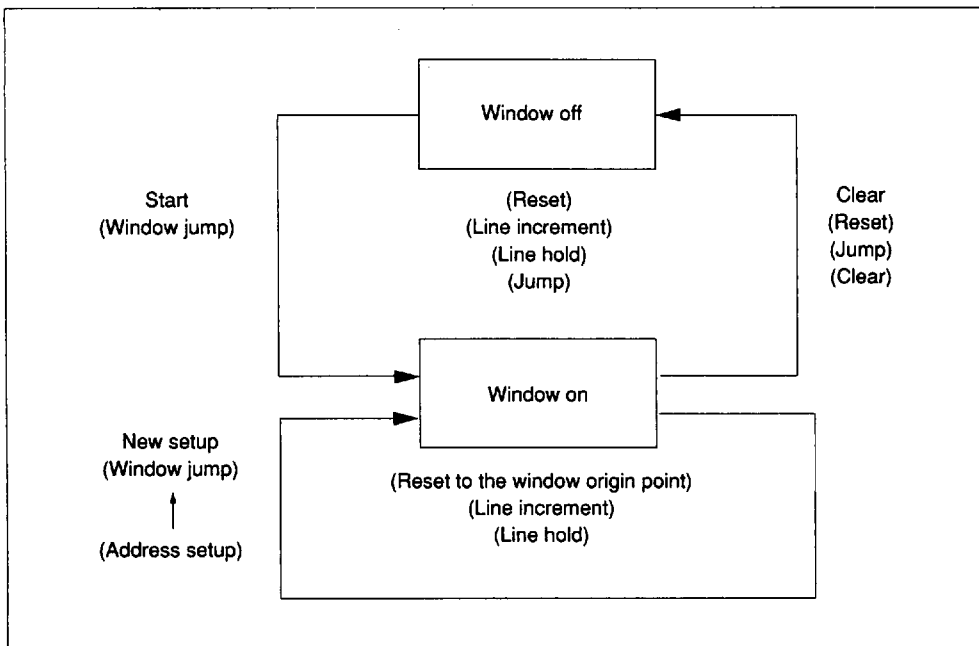 Window off
Start
(Window jump)
(Reset)
(Line increment)
(Line hold)
(Jump)
Clear
(Reset)
(Jump)
(Clear)
Window on
New setup
(Window jump)
(Address setup)
(Reset to the window origin point)
(Line increment)
(Line hold)